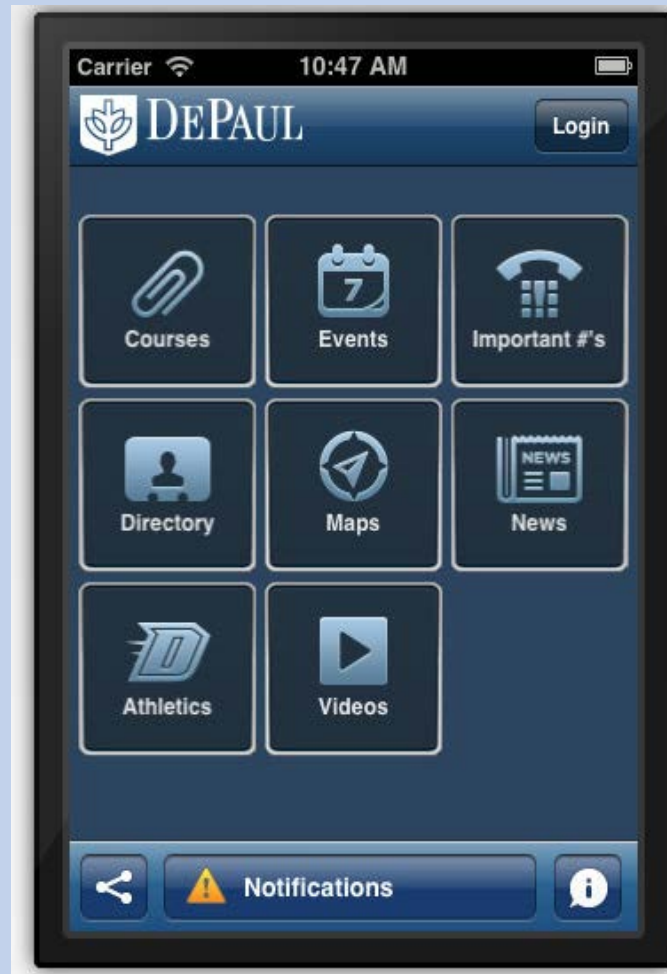 Carrier 10:47 AM
DEPAUL Login
7
Courses Events Important #'s
NEWS
Directory Maps News
D
Athletics Videos
Notifications
i